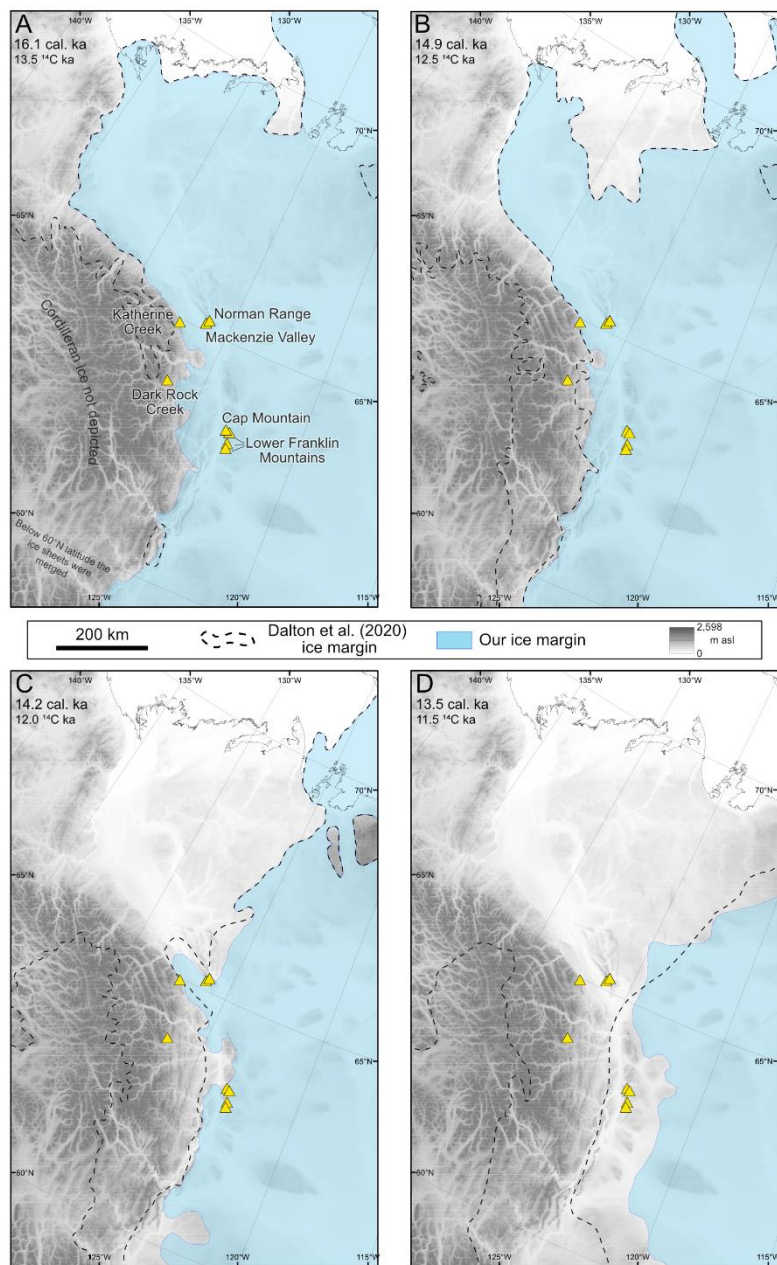 A
16.1 cal. ka
13.5 ¹⁴C ka
140°W
135°W
130°W
70°N
65°N
Katherine
Creek
Norman Range
Mackenzie Valley
Dark Rock
Creek
Cap Mountain
Lower Franklin
Mountains
Cordilleran Ice not depicted
Below 60°N latitude the
ice sheets were
merged
65°N
60°N
60°N
125°W
120°W
115°W
B
14.9 cal. ka
12.5 ¹⁴C ka
140°W
135°W
130°W
70°N
65°N
65°N
60°N
60°N
125°W
120°W
115°W
200 km
Dalton et al. (2020)
ice margin
Our ice margin
2,598
m asl
0
C
14.2 cal. ka
12.0 ¹⁴C ka
140°W
135°W
130°W
70°N
65°N
65°N
60°N
60°N
125°W
120°W
115°W
D
13.5 cal. ka
11.5 ¹⁴C ka
140°W
135°W
130°W
70°N
65°N
65°N
60°N
60°N
125°W
120°W
115°W